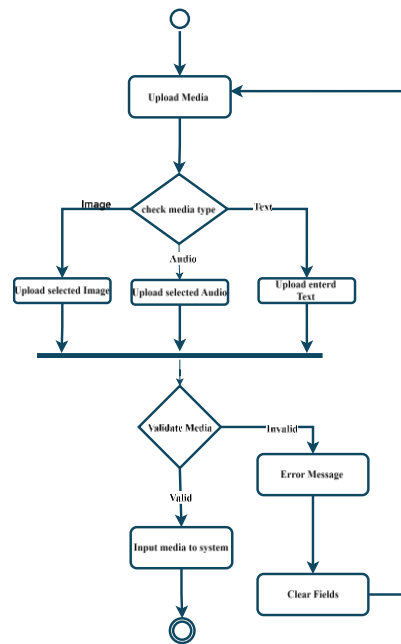 Upload Media
check media type
Image
Text
Audio
Upload selected Image
Upload selected Audio
Upload enterd
Text
Validate Media
Invalid
Error Message
Valid
Input media to system
Clear Fields